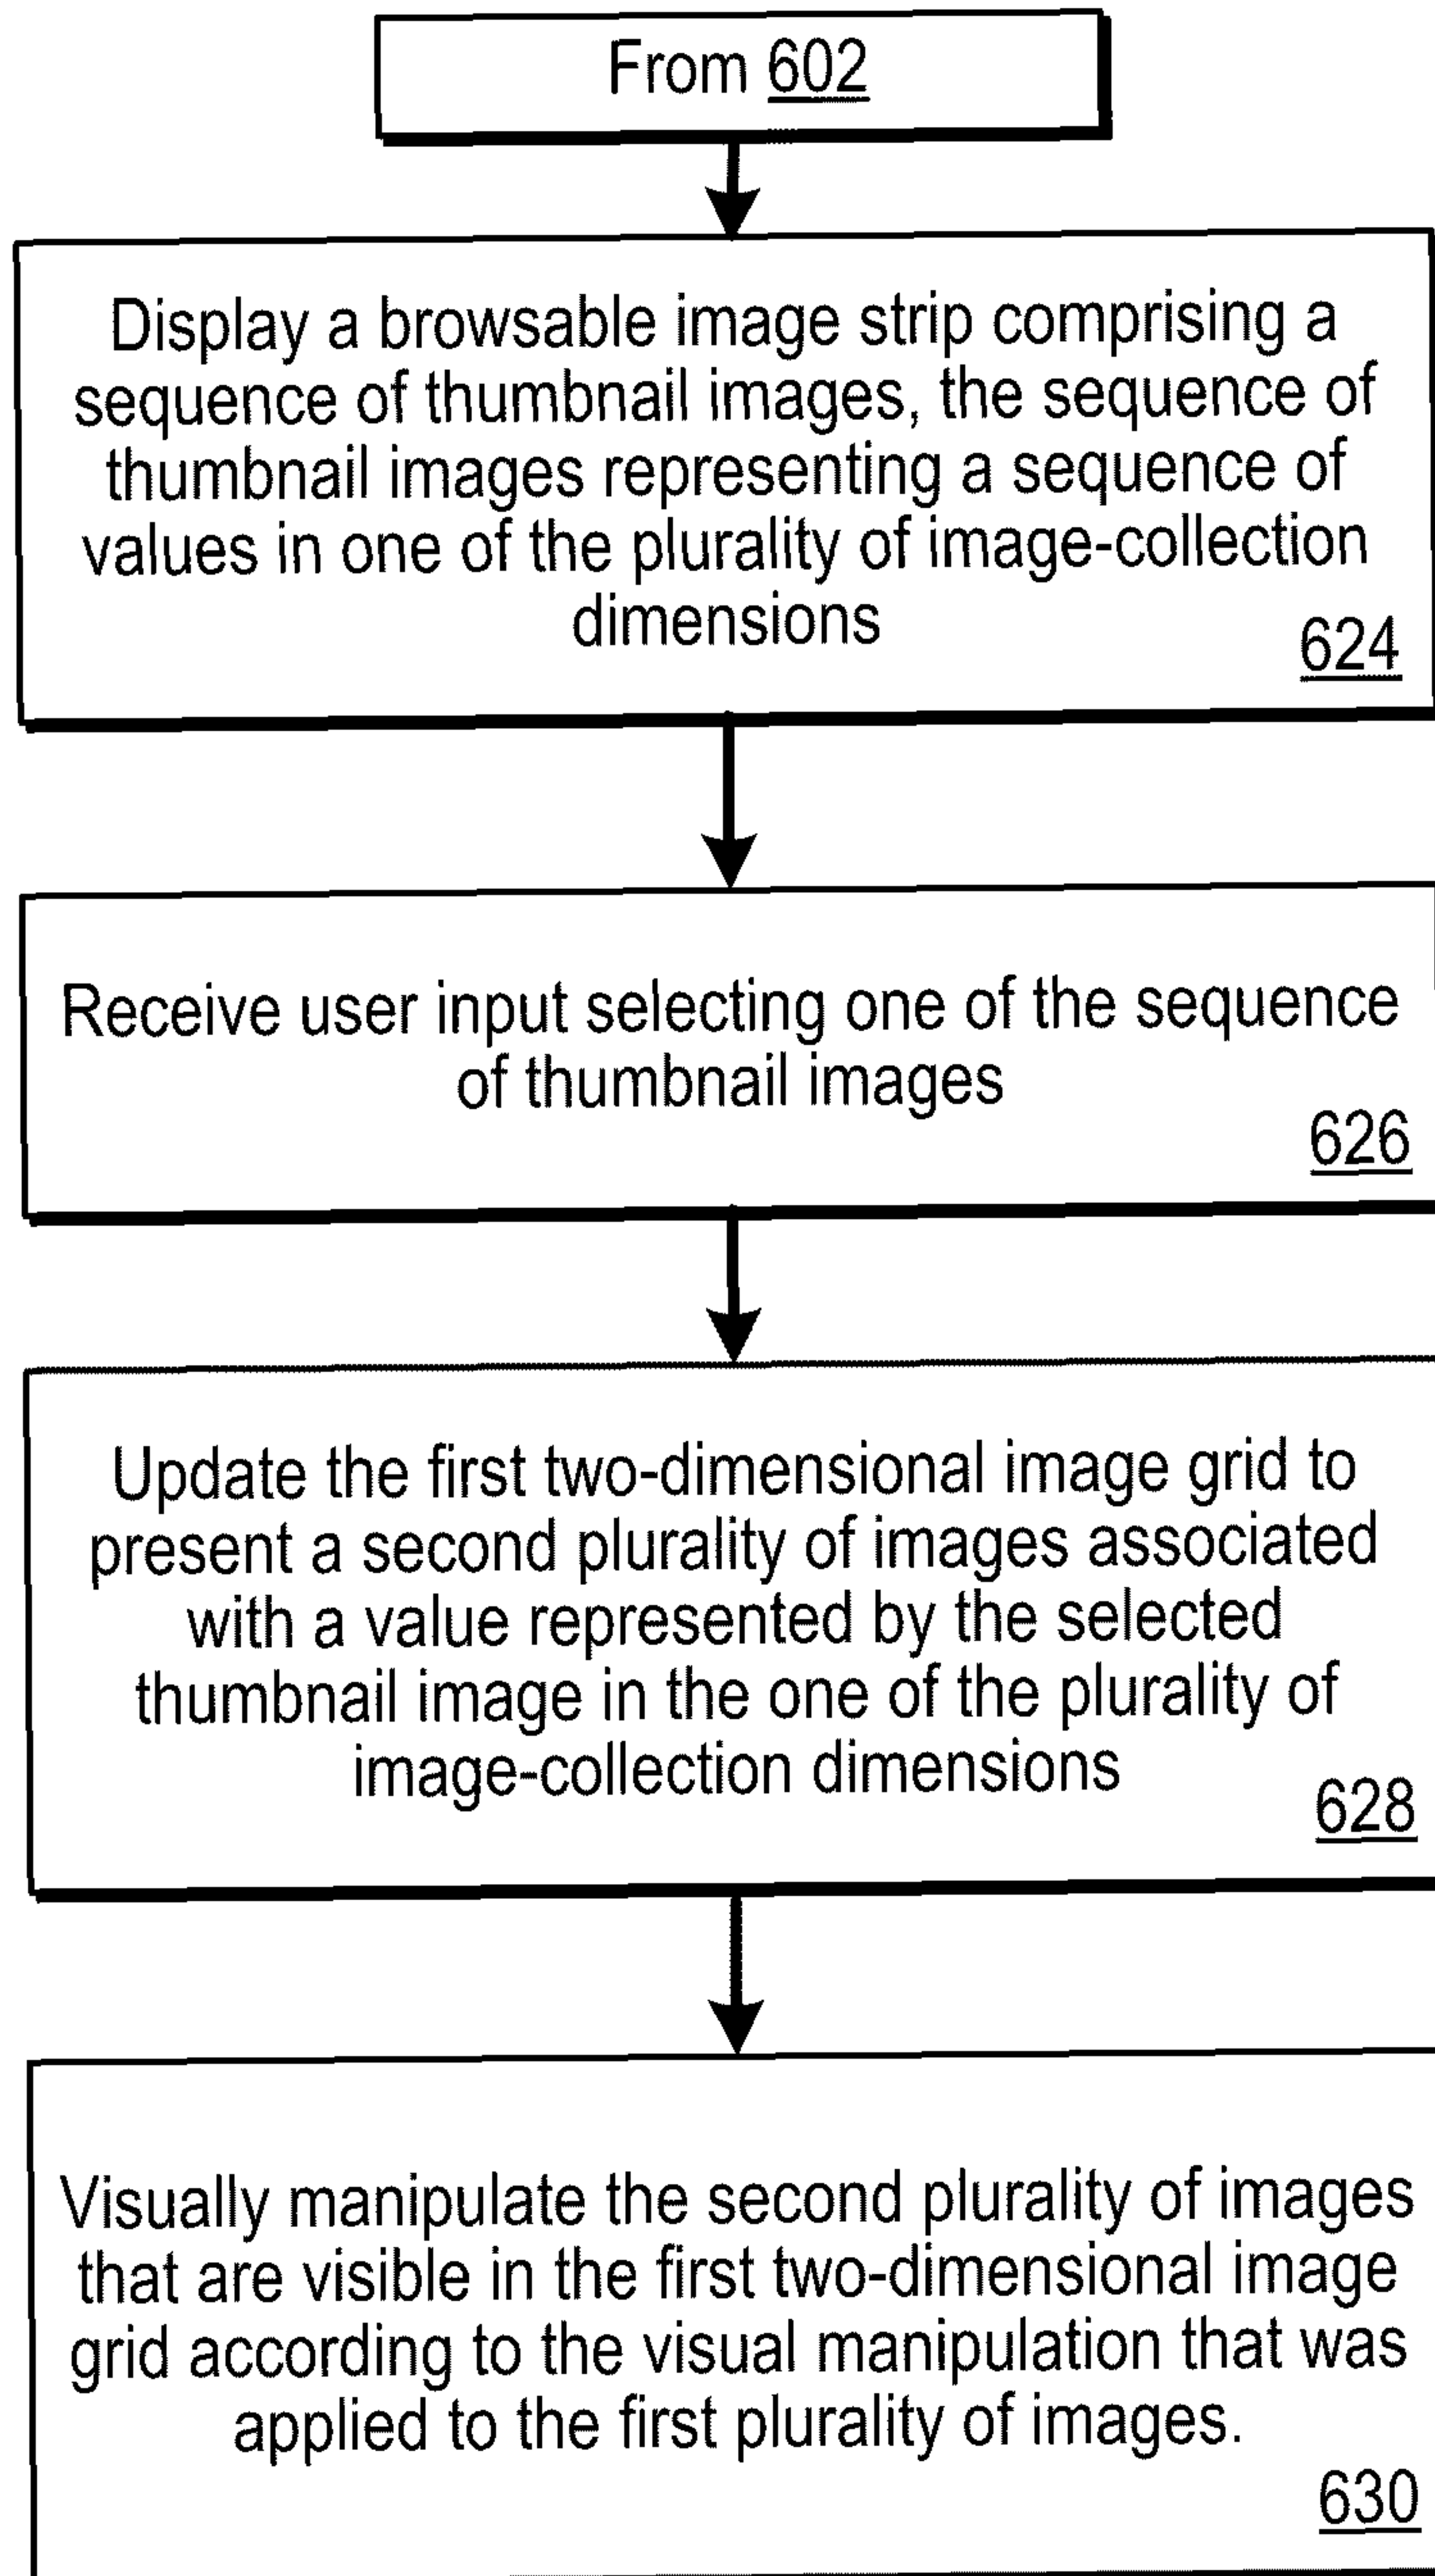 From 602
Display a browsable image strip comprising a
sequence of thumbnail images, the sequence of
thumbnail images representing a sequence of
values in one of the plurality of image-collection
dimensions
624
Receive user input selecting one of the sequence
of thumbnail images
626
Update the first two-dimensional image grid to
present a second plurality of images associated
with a value represented by the selected
thumbnail image in the one of the plurality of
image-collection dimensions
628
Visually manipulate the second plurality of images
that are visible in the first two-dimensional image
grid according to the visual manipulation that was
applied to the first plurality of images.
630